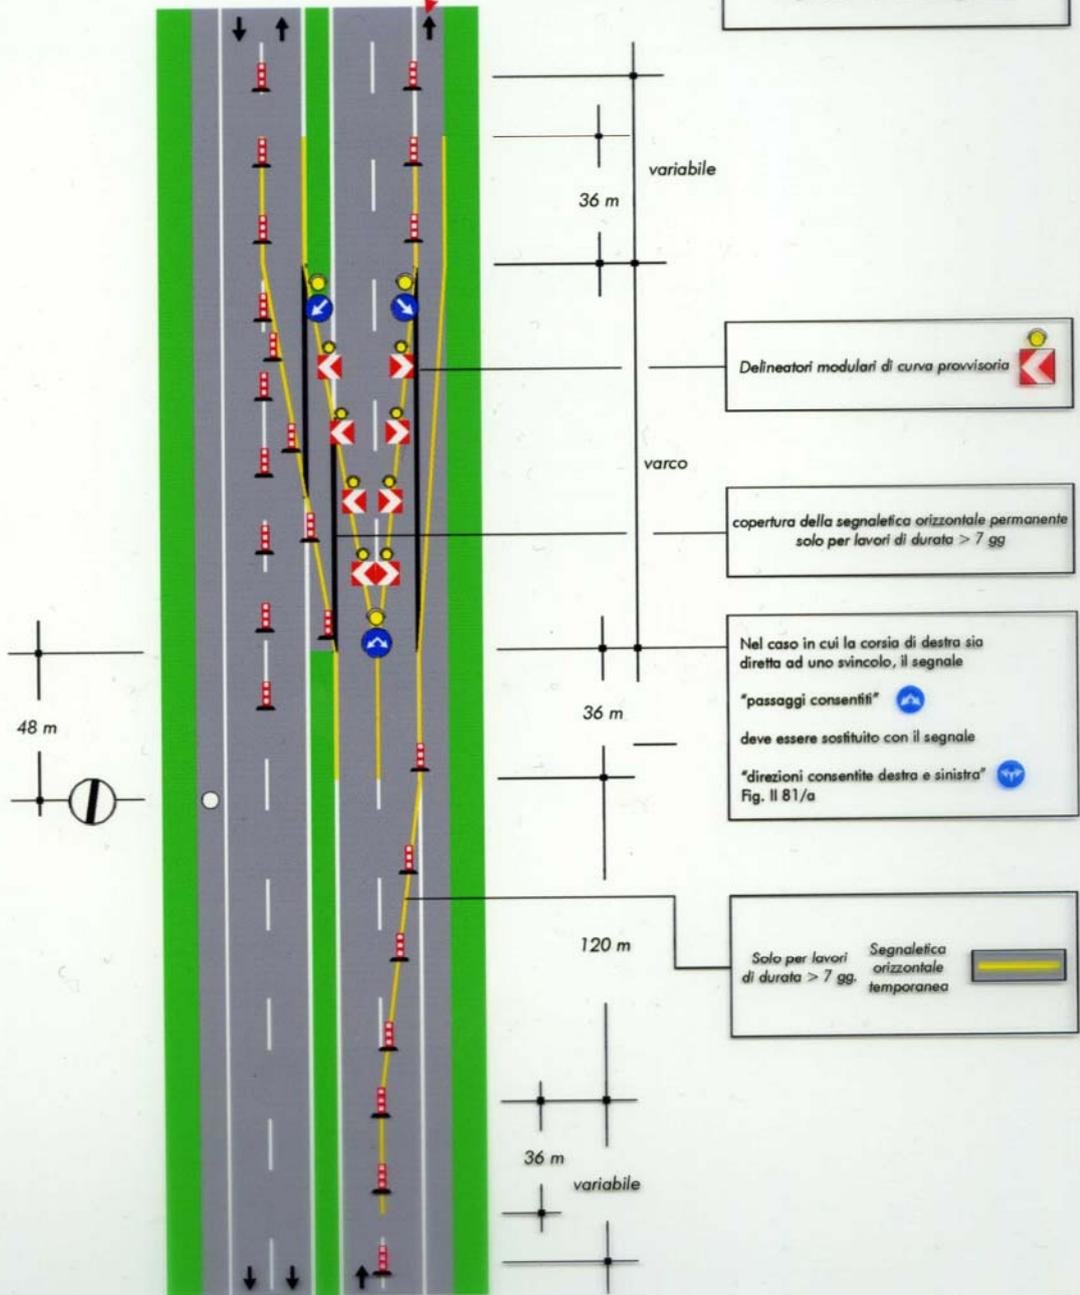 variabile
36 m
Delineatori modulari di curva provvisoria
varco
copertura della segnaletica orizzontale permanente
solo per lavori di durata > 7 gg
Nel caso in cui la corsia di destra sia
diretta ad uno svincolo, il segnale
"passaggi consentiti"
deve essere sostituito con il segnale
"direzioni consentite destra e sinistra"
Fig. II 81/a
48 m
36 m
120 m
Solo per lavori
di durata > 7 gg.
Segnaletica
orizzontale
temporanea
36 m
variabile